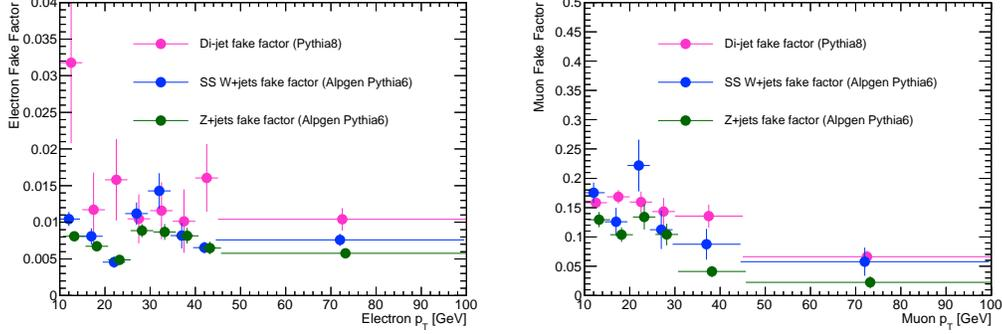 Electron Fake Factor
0.04
0.035
0.03
0.025
0.02
0.015
0.01
0.005
0
Di-jet fake factor (Pythia8)
SS W+jets fake factor (Alpgen Pythia6)
Z+jets fake factor (Alpgen Pythia6)
10 20 30 40 50 60 70 80 90 100
Electron pT [GeV]
Muon Fake Factor
0.5
0.45
0.4
0.35
0.3
0.25
0.2
0.15
0.1
0.05
0
Di-jet fake factor (Pythia8)
SS W+jets fake factor (Alpgen Pythia6)
Z+jets fake factor (Alpgen Pythia6)
10 20 30 40 50 60 70 80 90 100
Muon pT [GeV]